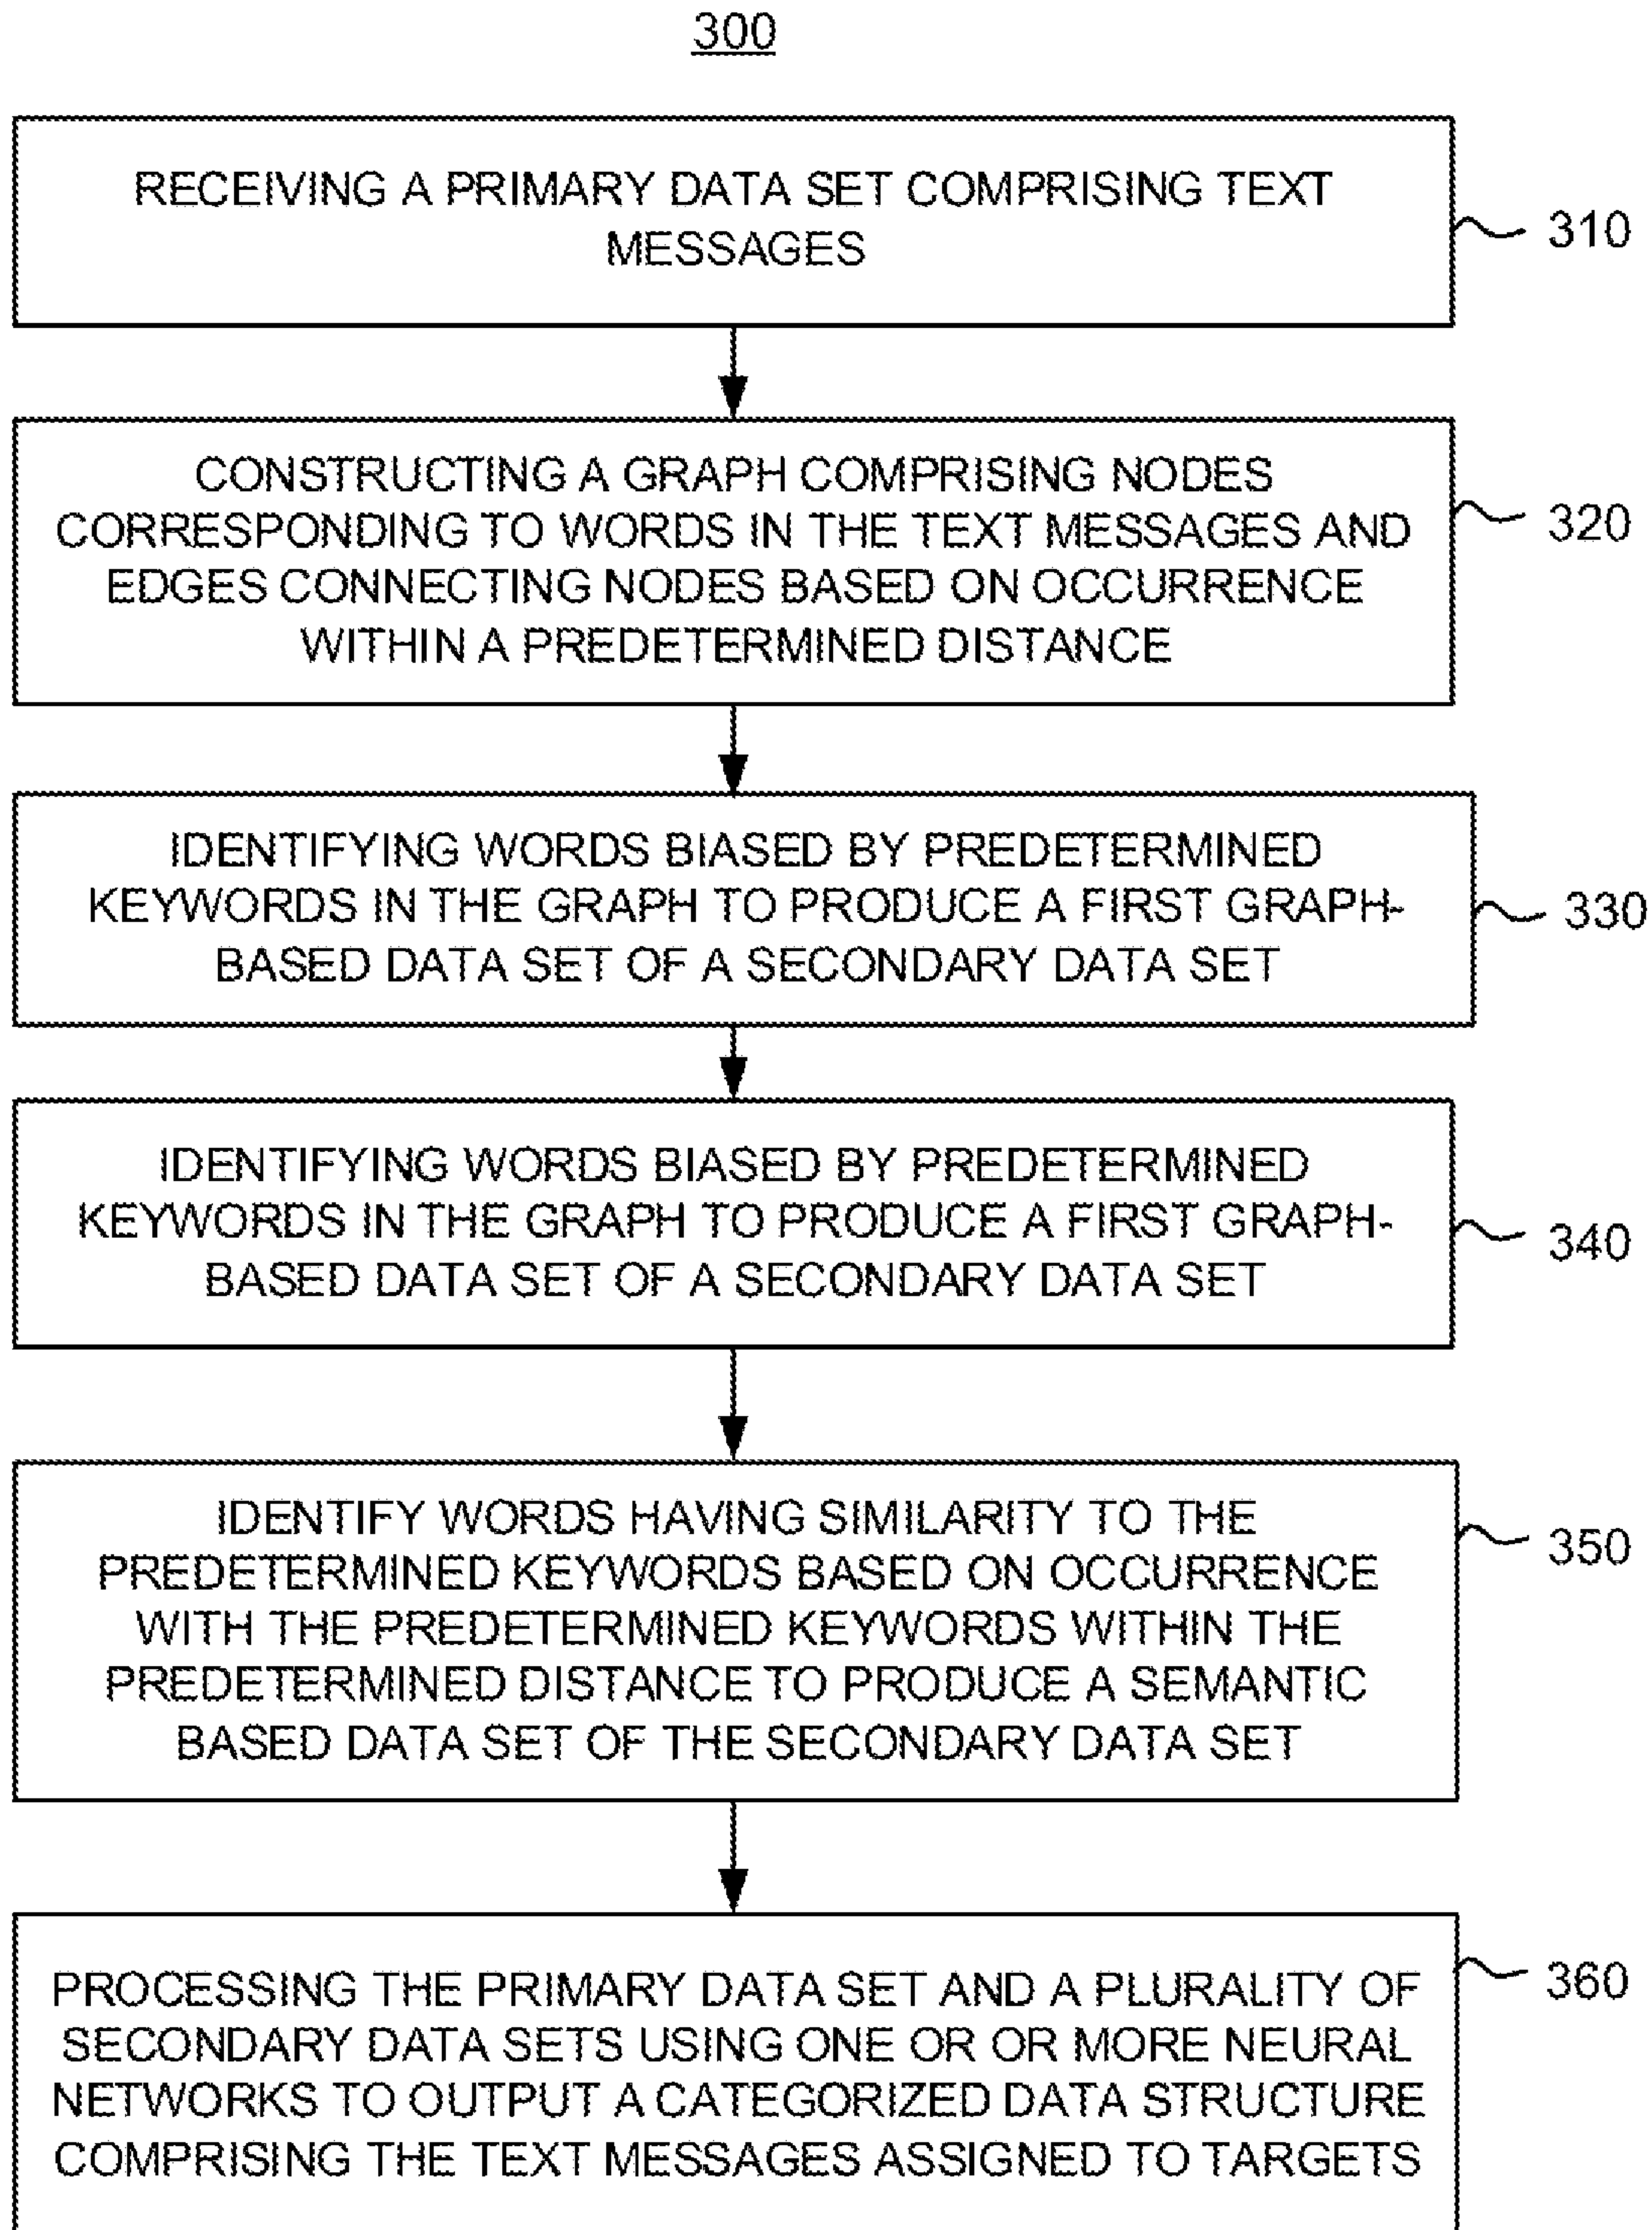 300
RECEIVING A PRIMARY DATA SET COMPRISING TEXT
MESSAGES
310
CONSTRUCTING A GRAPH COMPRISING NODES
CORRESPONDING TO WORDS IN THE TEXT MESSAGES AND
EDGES CONNECTING NODES BASED ON OCCURRENCE
WITHIN A PREDETERMINED DISTANCE
320
IDENTIFYING WORDS BIASED BY PREDETERMINED
KEYWORDS IN THE GRAPH TO PRODUCE A FIRST GRAPH-
BASED DATA SET OF A SECONDARY DATA SET
330
IDENTIFYING WORDS BIASED BY PREDETERMINED
KEYWORDS IN THE GRAPH TO PRODUCE A FIRST GRAPH-
BASED DATA SET OF A SECONDARY DATA SET
340
IDENTIFY WORDS HAVING SIMILARITY TO THE
PREDETERMINED KEYWORDS BASED ON OCCURRENCE
WITH THE PREDETERMINED KEYWORDS WITHIN THE
PREDETERMINED DISTANCE TO PRODUCE A SEMANTIC
BASED DATA SET OF THE SECONDARY DATA SET
350
PROCESSING THE PRIMARY DATA SET AND A PLURALITY OF
SECONDARY DATA SETS USING ONE OR OR MORE NEURAL
NETWORKS TO OUTPUT A CATEGORIZED DATA STRUCTURE
COMPRISING THE TEXT MESSAGES ASSIGNED TO TARGETS
360